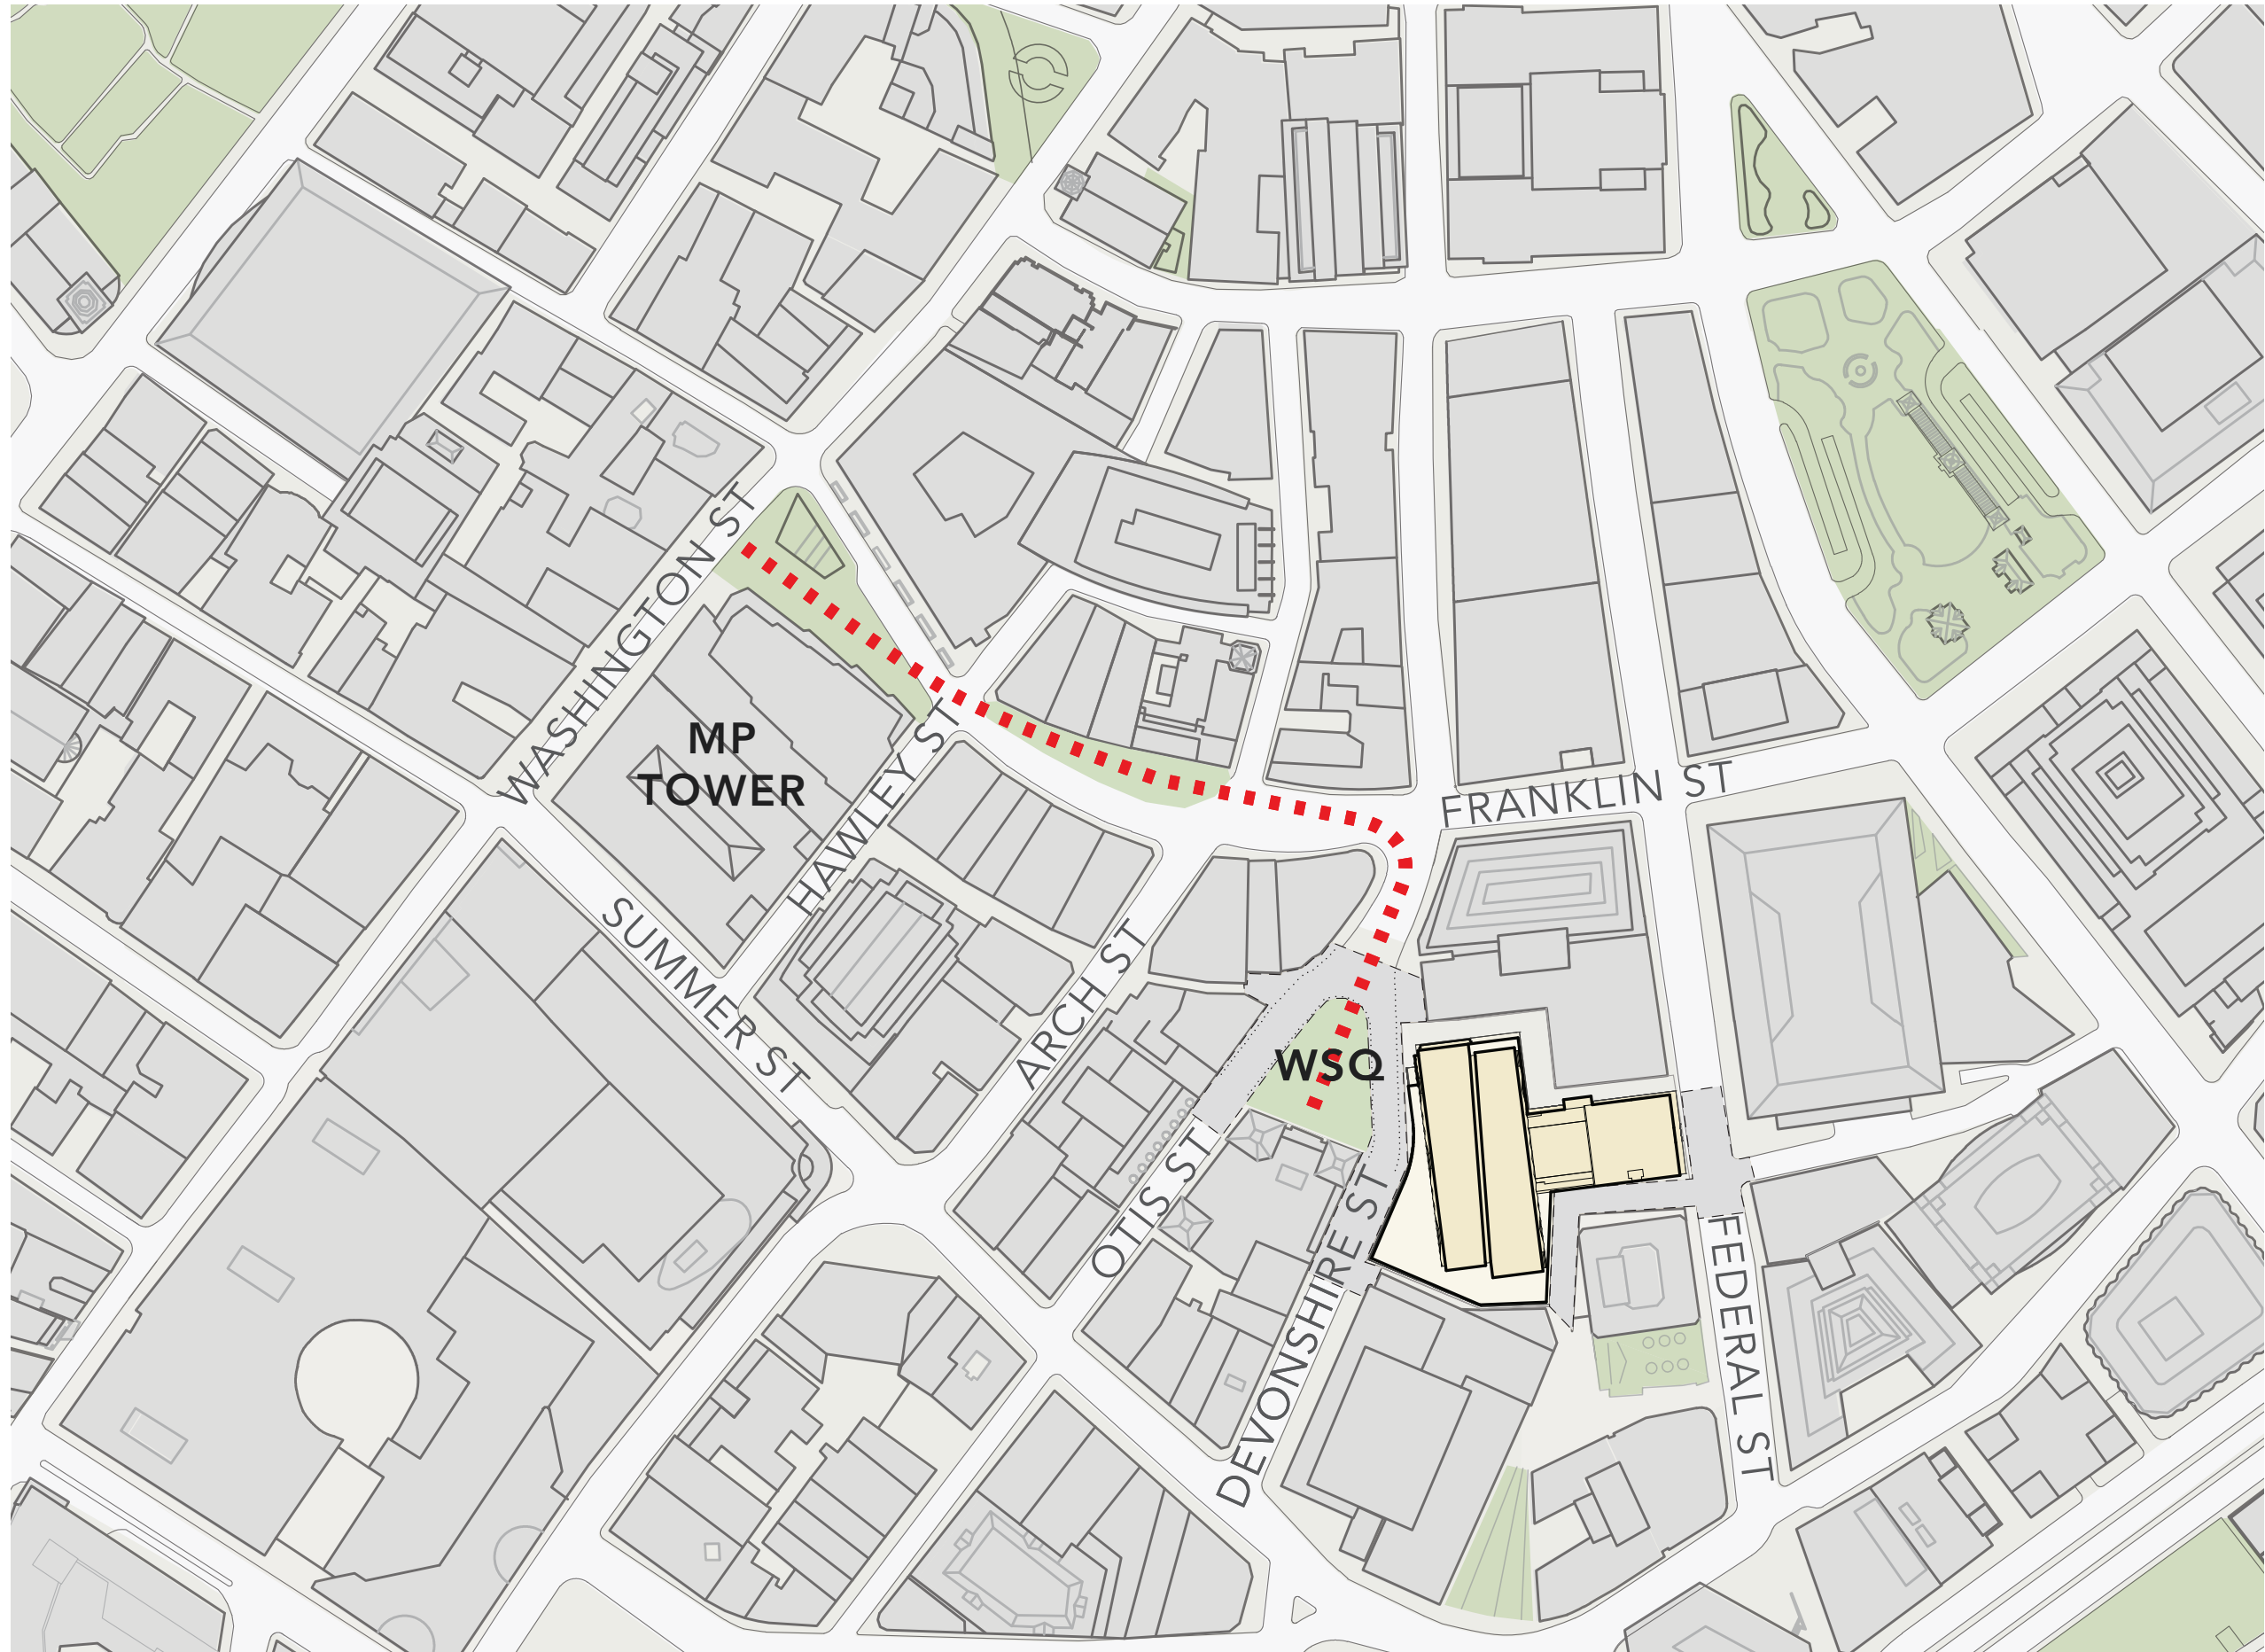 WASHINGTON ST
MP
TOWER
HAWLEY ST
FRANKLIN ST
SUMMER ST
ARCH ST
WSQ
OTIS ST
DEVONSHIRE ST
FEDERAL ST